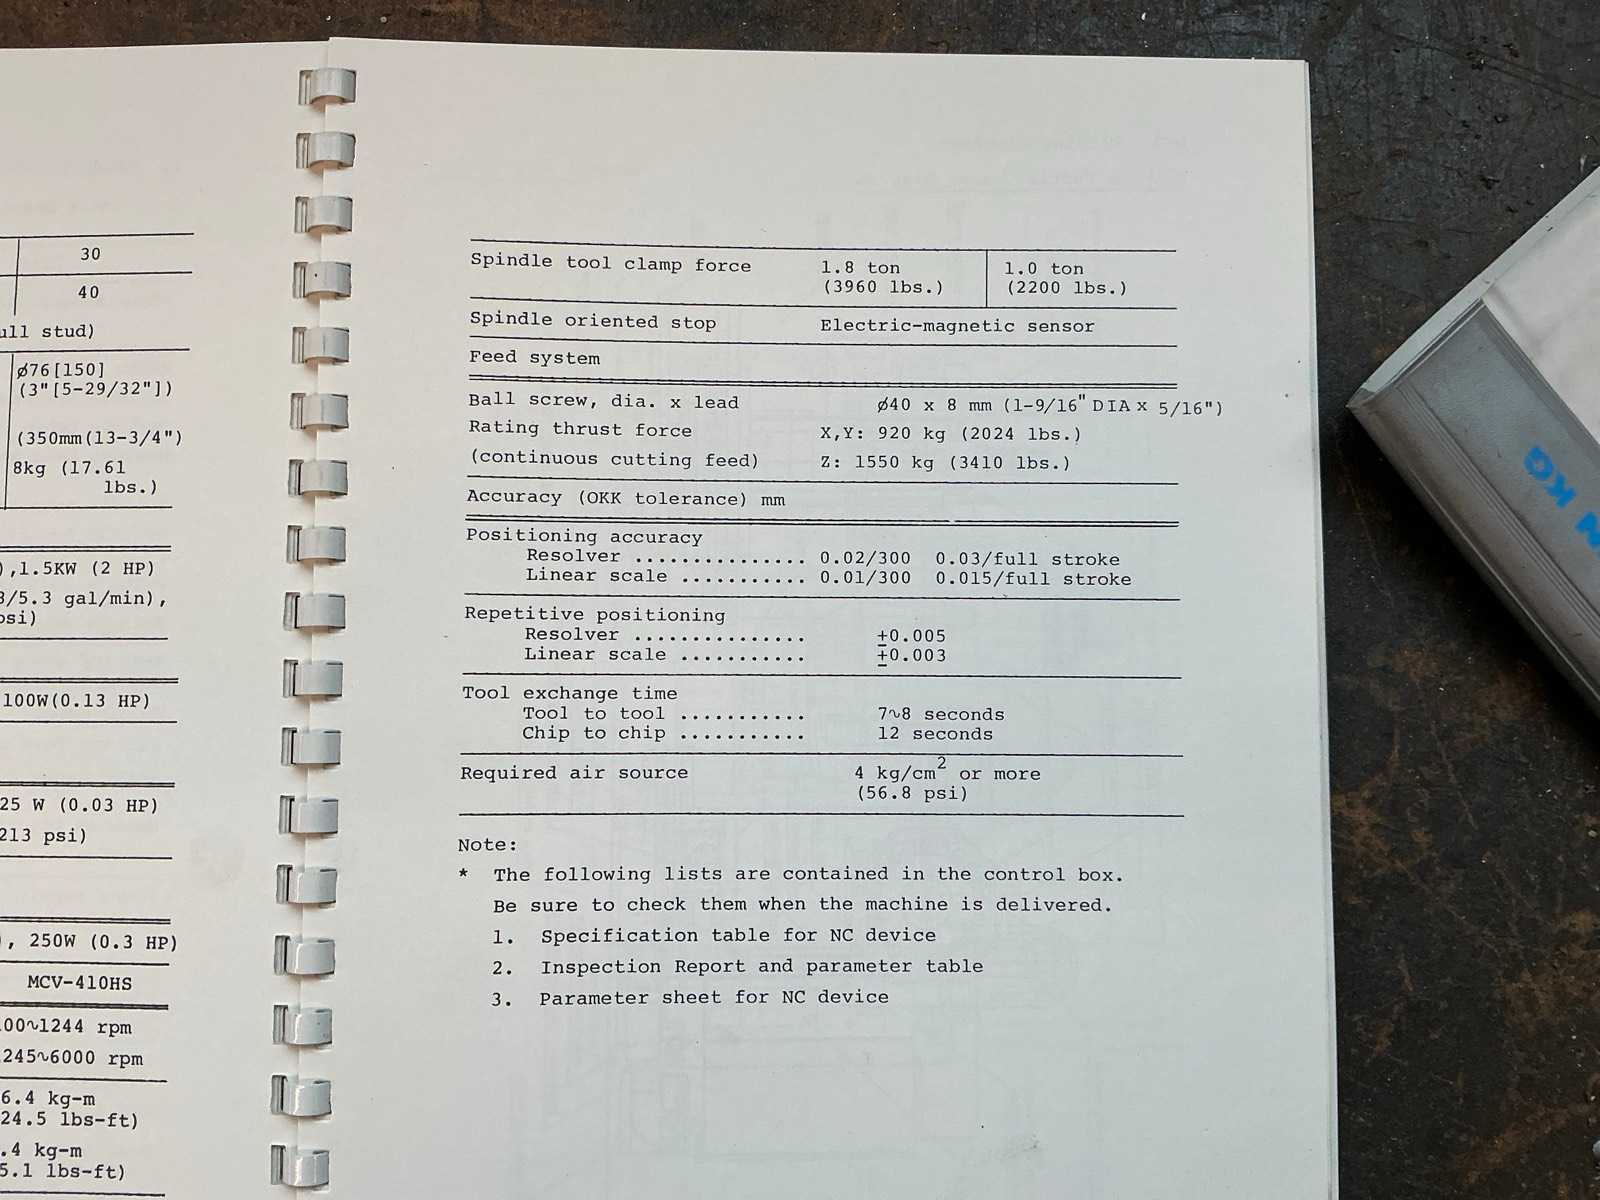 30
40
ull stud)
ø76[150]
(3"[5-29/32"])
(350mm(13-3/4")
8kg (17.61
lbs.)
),1.5KW (2 HP)
3/5.3 gal/min),
psi)
100W(0.13 HP)
25 W (0.03 HP)
213 psi)
, 250W (0.3 HP)
MCV-410HS
00~1244 rpm
245~6000 rpm
6.4 kg-m
24.5 lbs-ft)
.4 kg-m
5.1 lbs-ft)
Spindle tool clamp force 1.8 ton 1.0 ton
(3960 lbs.) (2200 lbs.)
Spindle oriented stop Electric-magnetic sensor
Feed system
Ball screw, dia. x lead ø40 x 8 mm (1-9/16" DIA x 5/16")
Rating thrust force X,Y: 920 kg (2024 lbs.)
(continuous cutting feed) Z: 1550 kg (3410 lbs.)
Accuracy (OKK tolerance) mm
Positioning accuracy
Resolver ............... 0.02/300 0.03/full stroke
Linear scale ........... 0.01/300 0.015/full stroke
Repetitive positioning
Resolver ............... ±0.005
Linear scale ........... ±0.003
Tool exchange time
Tool to tool ........... 7~8 seconds
Chip to chip ........... 12 seconds
Required air source 4 kg/cm² or more
(56.8 psi)
Note:
* The following lists are contained in the control box.
Be sure to check them when the machine is delivered.
1. Specification table for NC device
2. Inspection Report and parameter table
3. Parameter sheet for NC device
KG